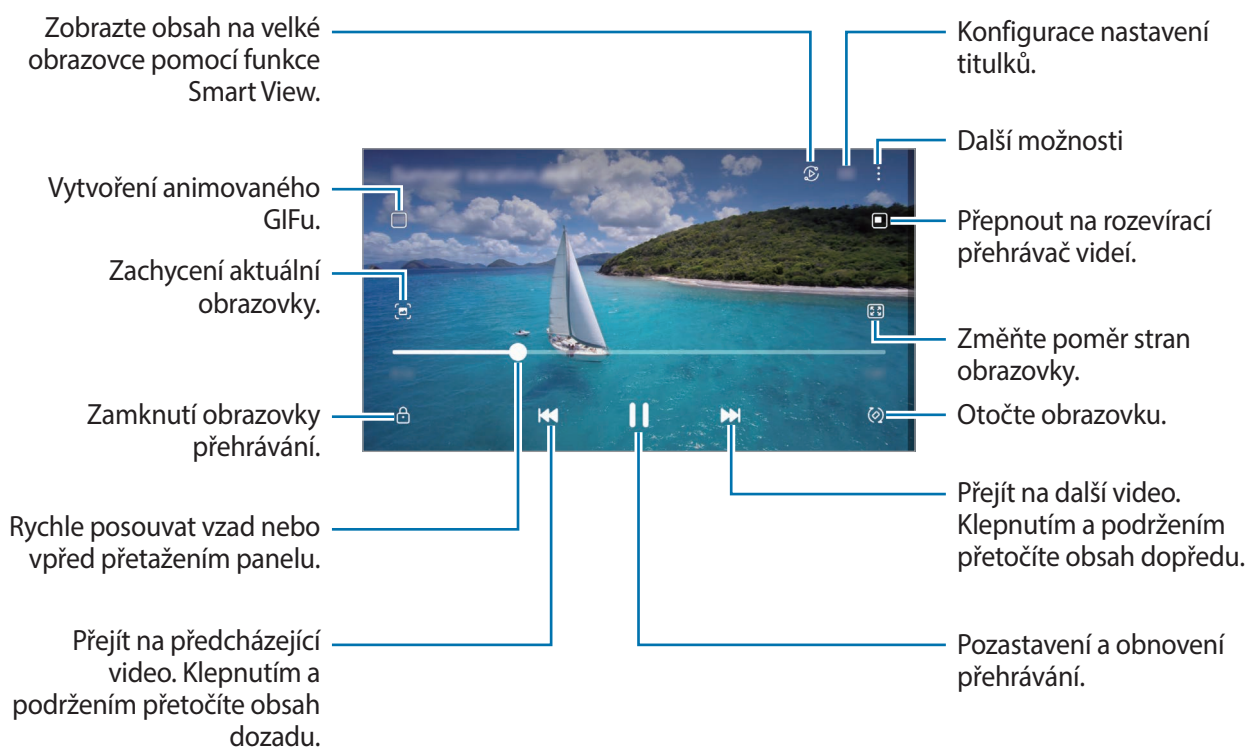 Zobrazte obsah na velké
obrazovce pomocí funkce
Smart View.
Vytvoření animovaného
GIFu.
Zachycení aktuální
obrazovky.
Zamknutí obrazovky
přehrávání.
Rychle posouvat vzad nebo
vpřed přetažením panelu.
Přejít na předcházející
video. Klepnutím a
podržením přetočíte obsah
dozadu.
Konfigurace nastavení
titulků.
Další možnosti
Přepnout na rozevírací
přehrávač videí.
Změňte poměr stran
obrazovky.
Otočte obrazovku.
Přejít na další video.
Klepnutím a podržením
přetočíte obsah dopředu.
Pozastavení a obnovení
přehrávání.